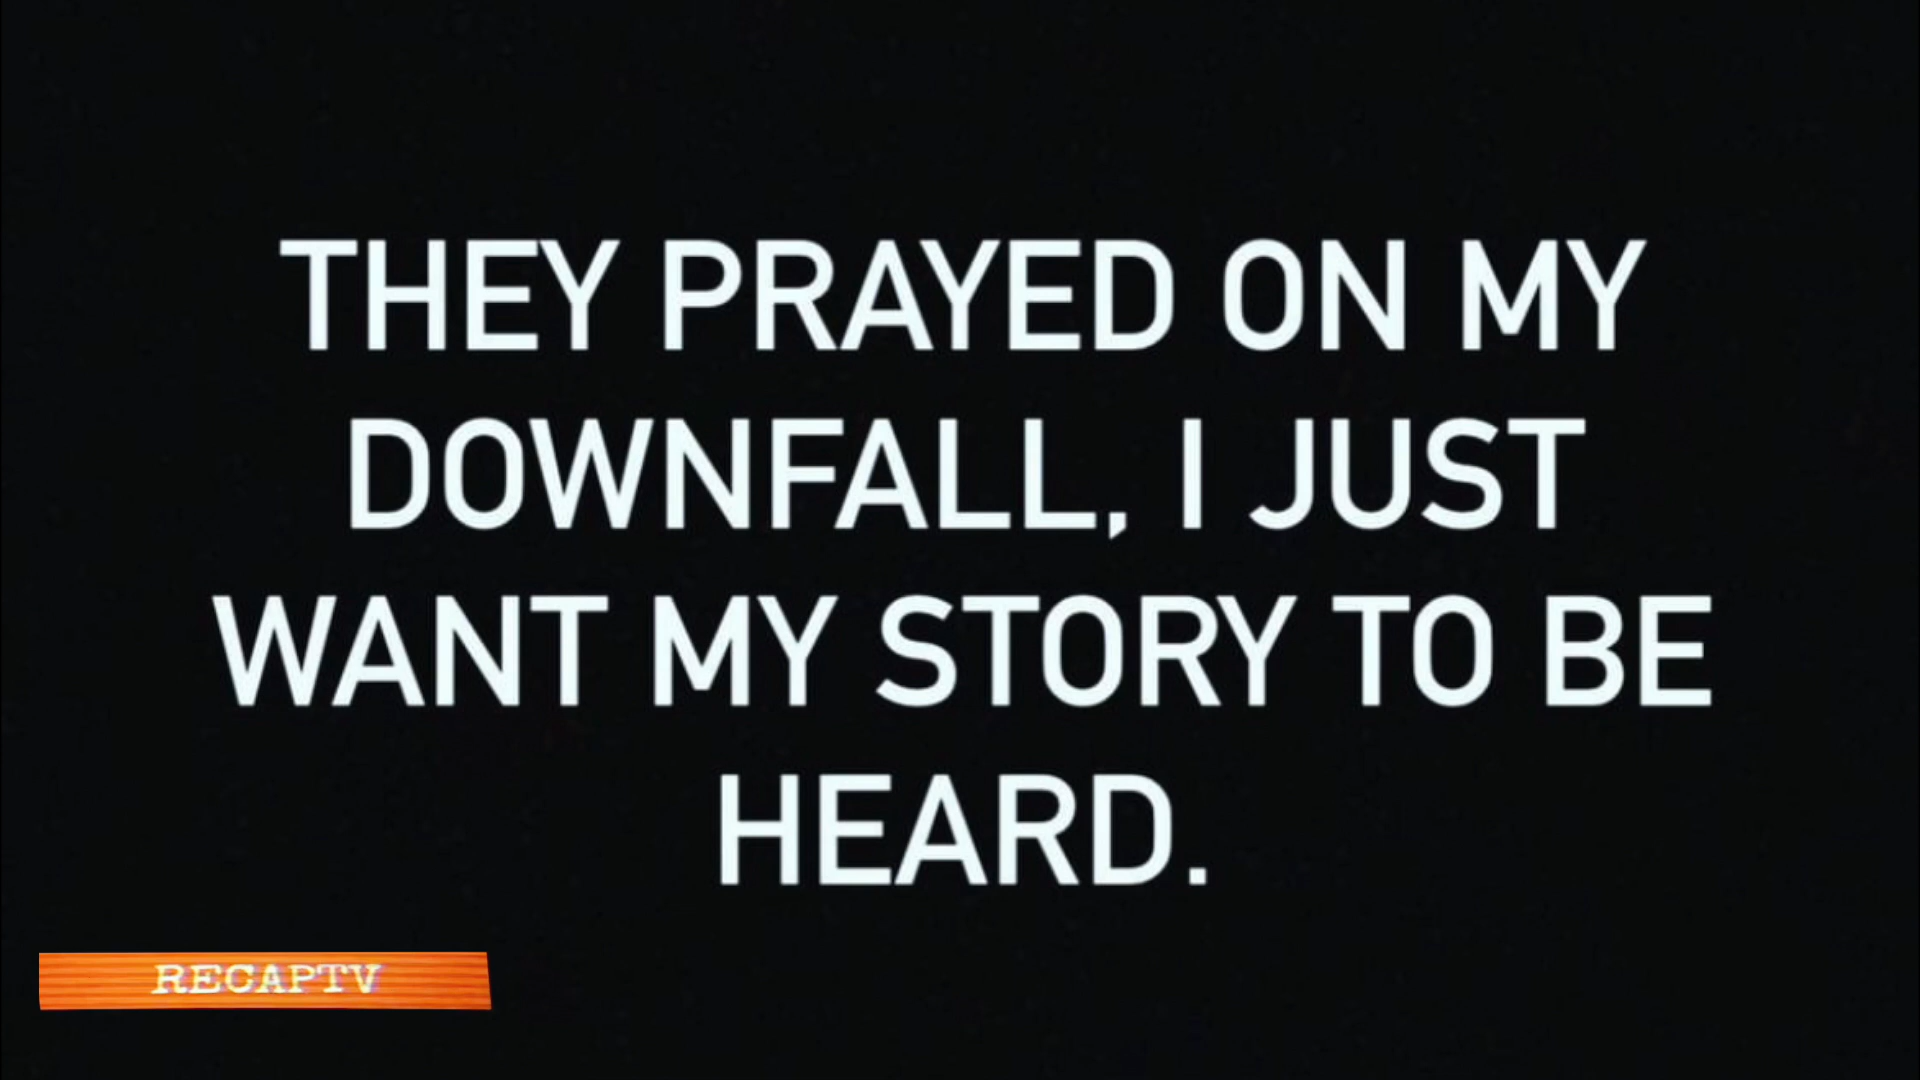 THEY PRAYED ON MY
DOWNFALL, I JUST
WANT MY STORY TO BE
HEARD.
RECAPTV